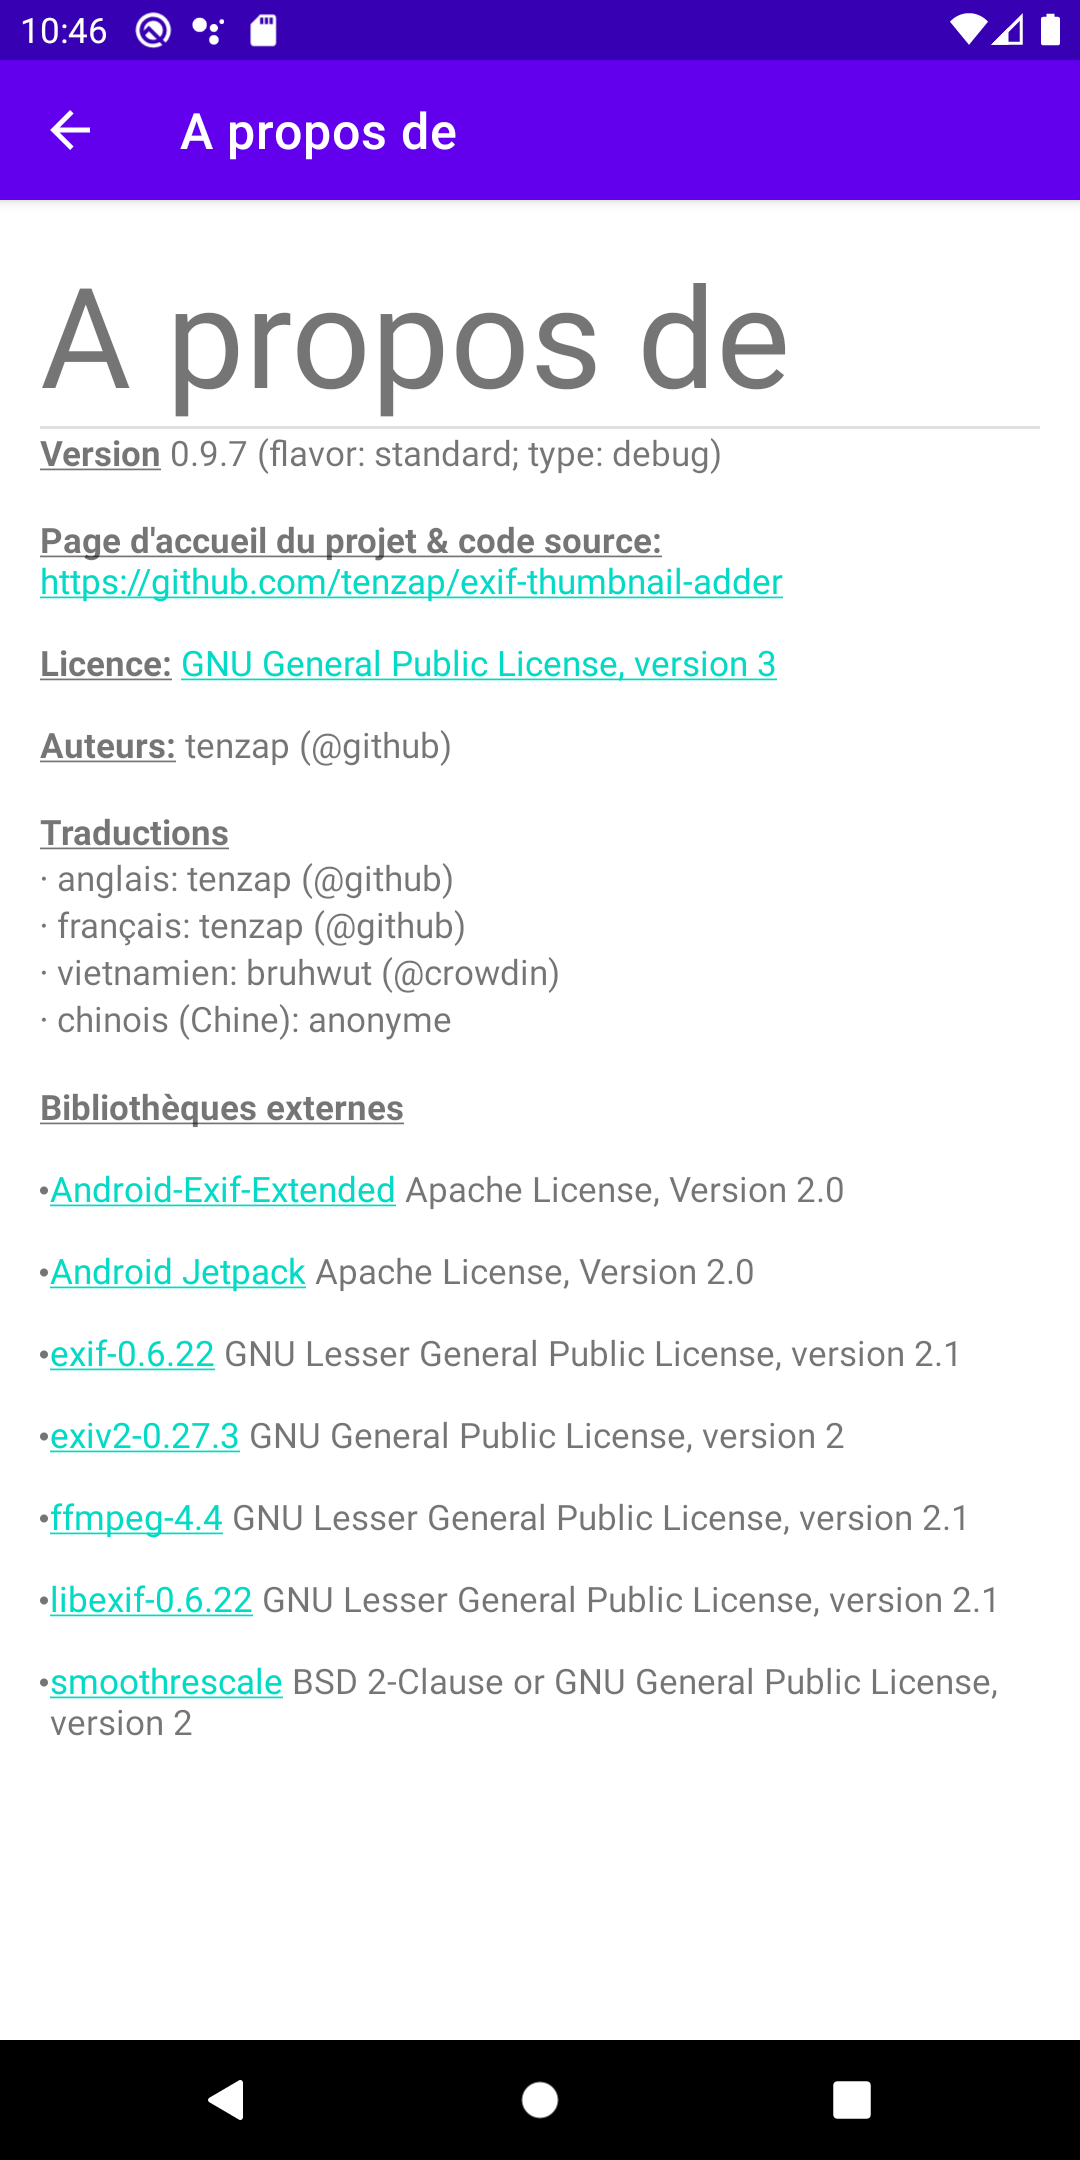 10:46
A propos de
A propos de
Version 0.9.7 (flavor: standard; type: debug)
Page d'accueil du projet & code source:
https://github.com/tenzap/exif-thumbnail-adder
Licence: GNU General Public License, version 3
Auteurs: tenzap (@github)
Traductions
· anglais: tenzap (@github)
· français: tenzap (@github)
· vietnamien: bruhwut (@crowdin)
· chinois (Chine): anonyme
Bibliothèques externes
•Android-Exif-Extended Apache License, Version 2.0
•Android Jetpack Apache License, Version 2.0
•exif-0.6.22 GNU Lesser General Public License, version 2.1
•exiv2-0.27.3 GNU General Public License, version 2
•ffmpeg-4.4 GNU Lesser General Public License, version 2.1
•libexif-0.6.22 GNU Lesser General Public License, version 2.1
•smoothrescale BSD 2-Clause or GNU General Public License,
version 2